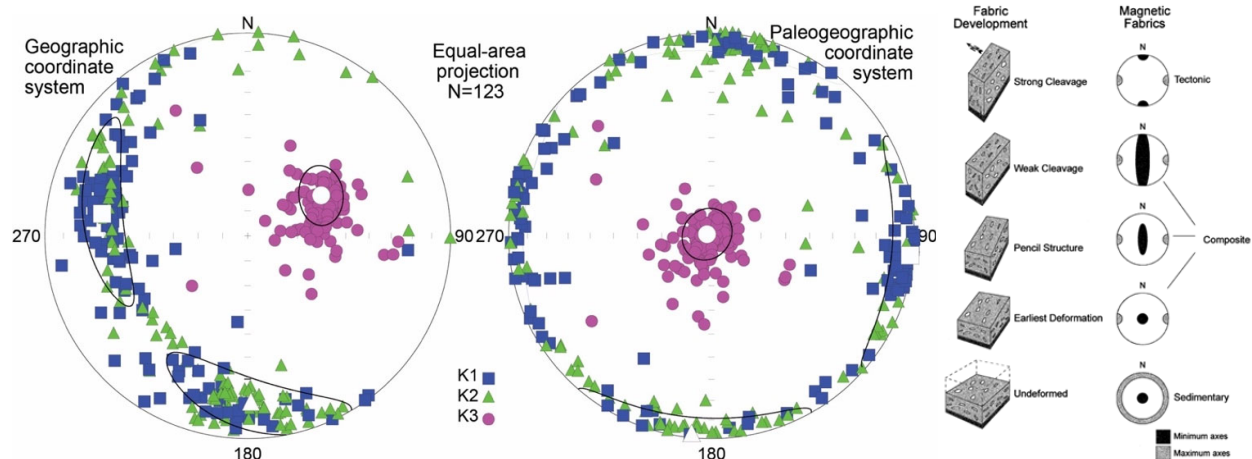 Geographic
coordinate
system
N
270
90
180
Equal-area
projection
N=123
K1
K2
K3
Paleogeographic
coordinate
system
N
270
90
180
Fabric
Development
Magnetic
Fabrics
Strong Cleavage
N
Tectonic
Weak Cleavage
N
Pencil Structure
N
Composite
Earliest Deformation
N
Undeformed
N
Sedimentary
Minimum axes
Maximum axes